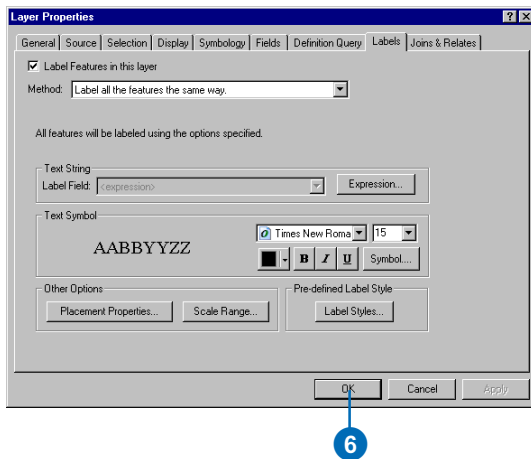 Layer Properties
General Source Selection Display Symbology Fields Definition Query Labels Joins & Relates
Label Features in this layer
Method: Label all the features the same way.
All features will be labeled using the options specified.
Text String
Label Field: <expression> Expression...
Text Symbol
AABBYYZZ
Times New Roma 15
B I U Symbol....
Other Options
Placement Properties... Scale Range...
Pre-defined Label Style
Label Styles...
OK Cancel Apply
6